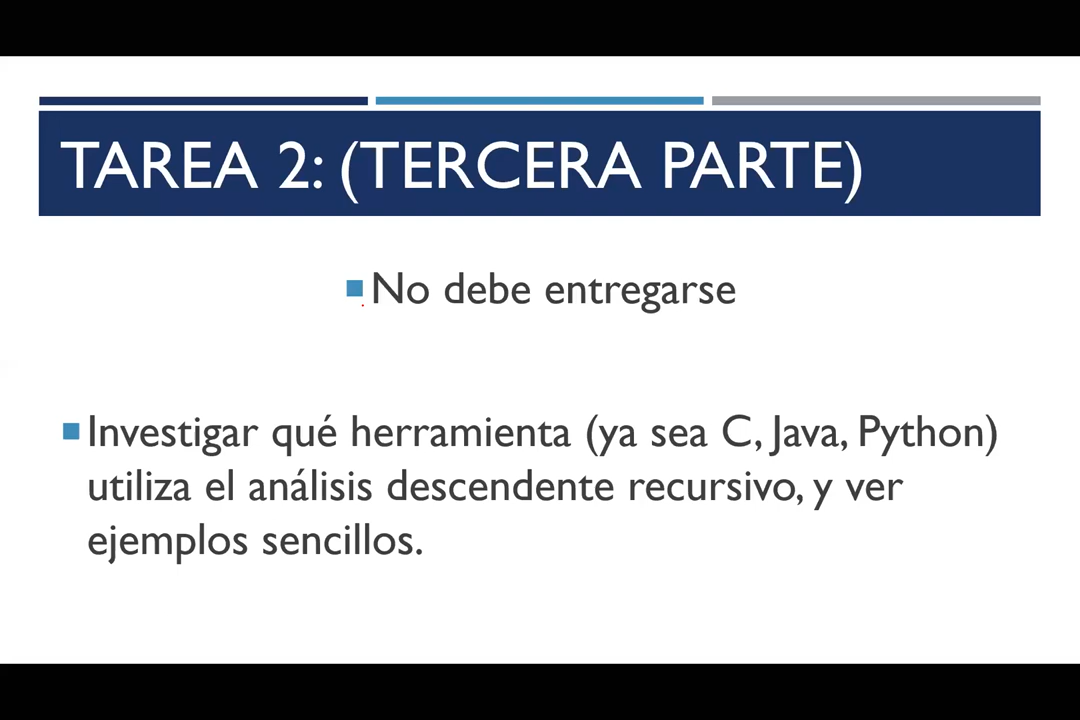 TAREA 2: (TERCERA PARTE)
No debe entregarse
Investigar qué herramienta (ya sea C, Java, Python)
utiliza el análisis descendente recursivo, y ver
ejemplos sencillos.